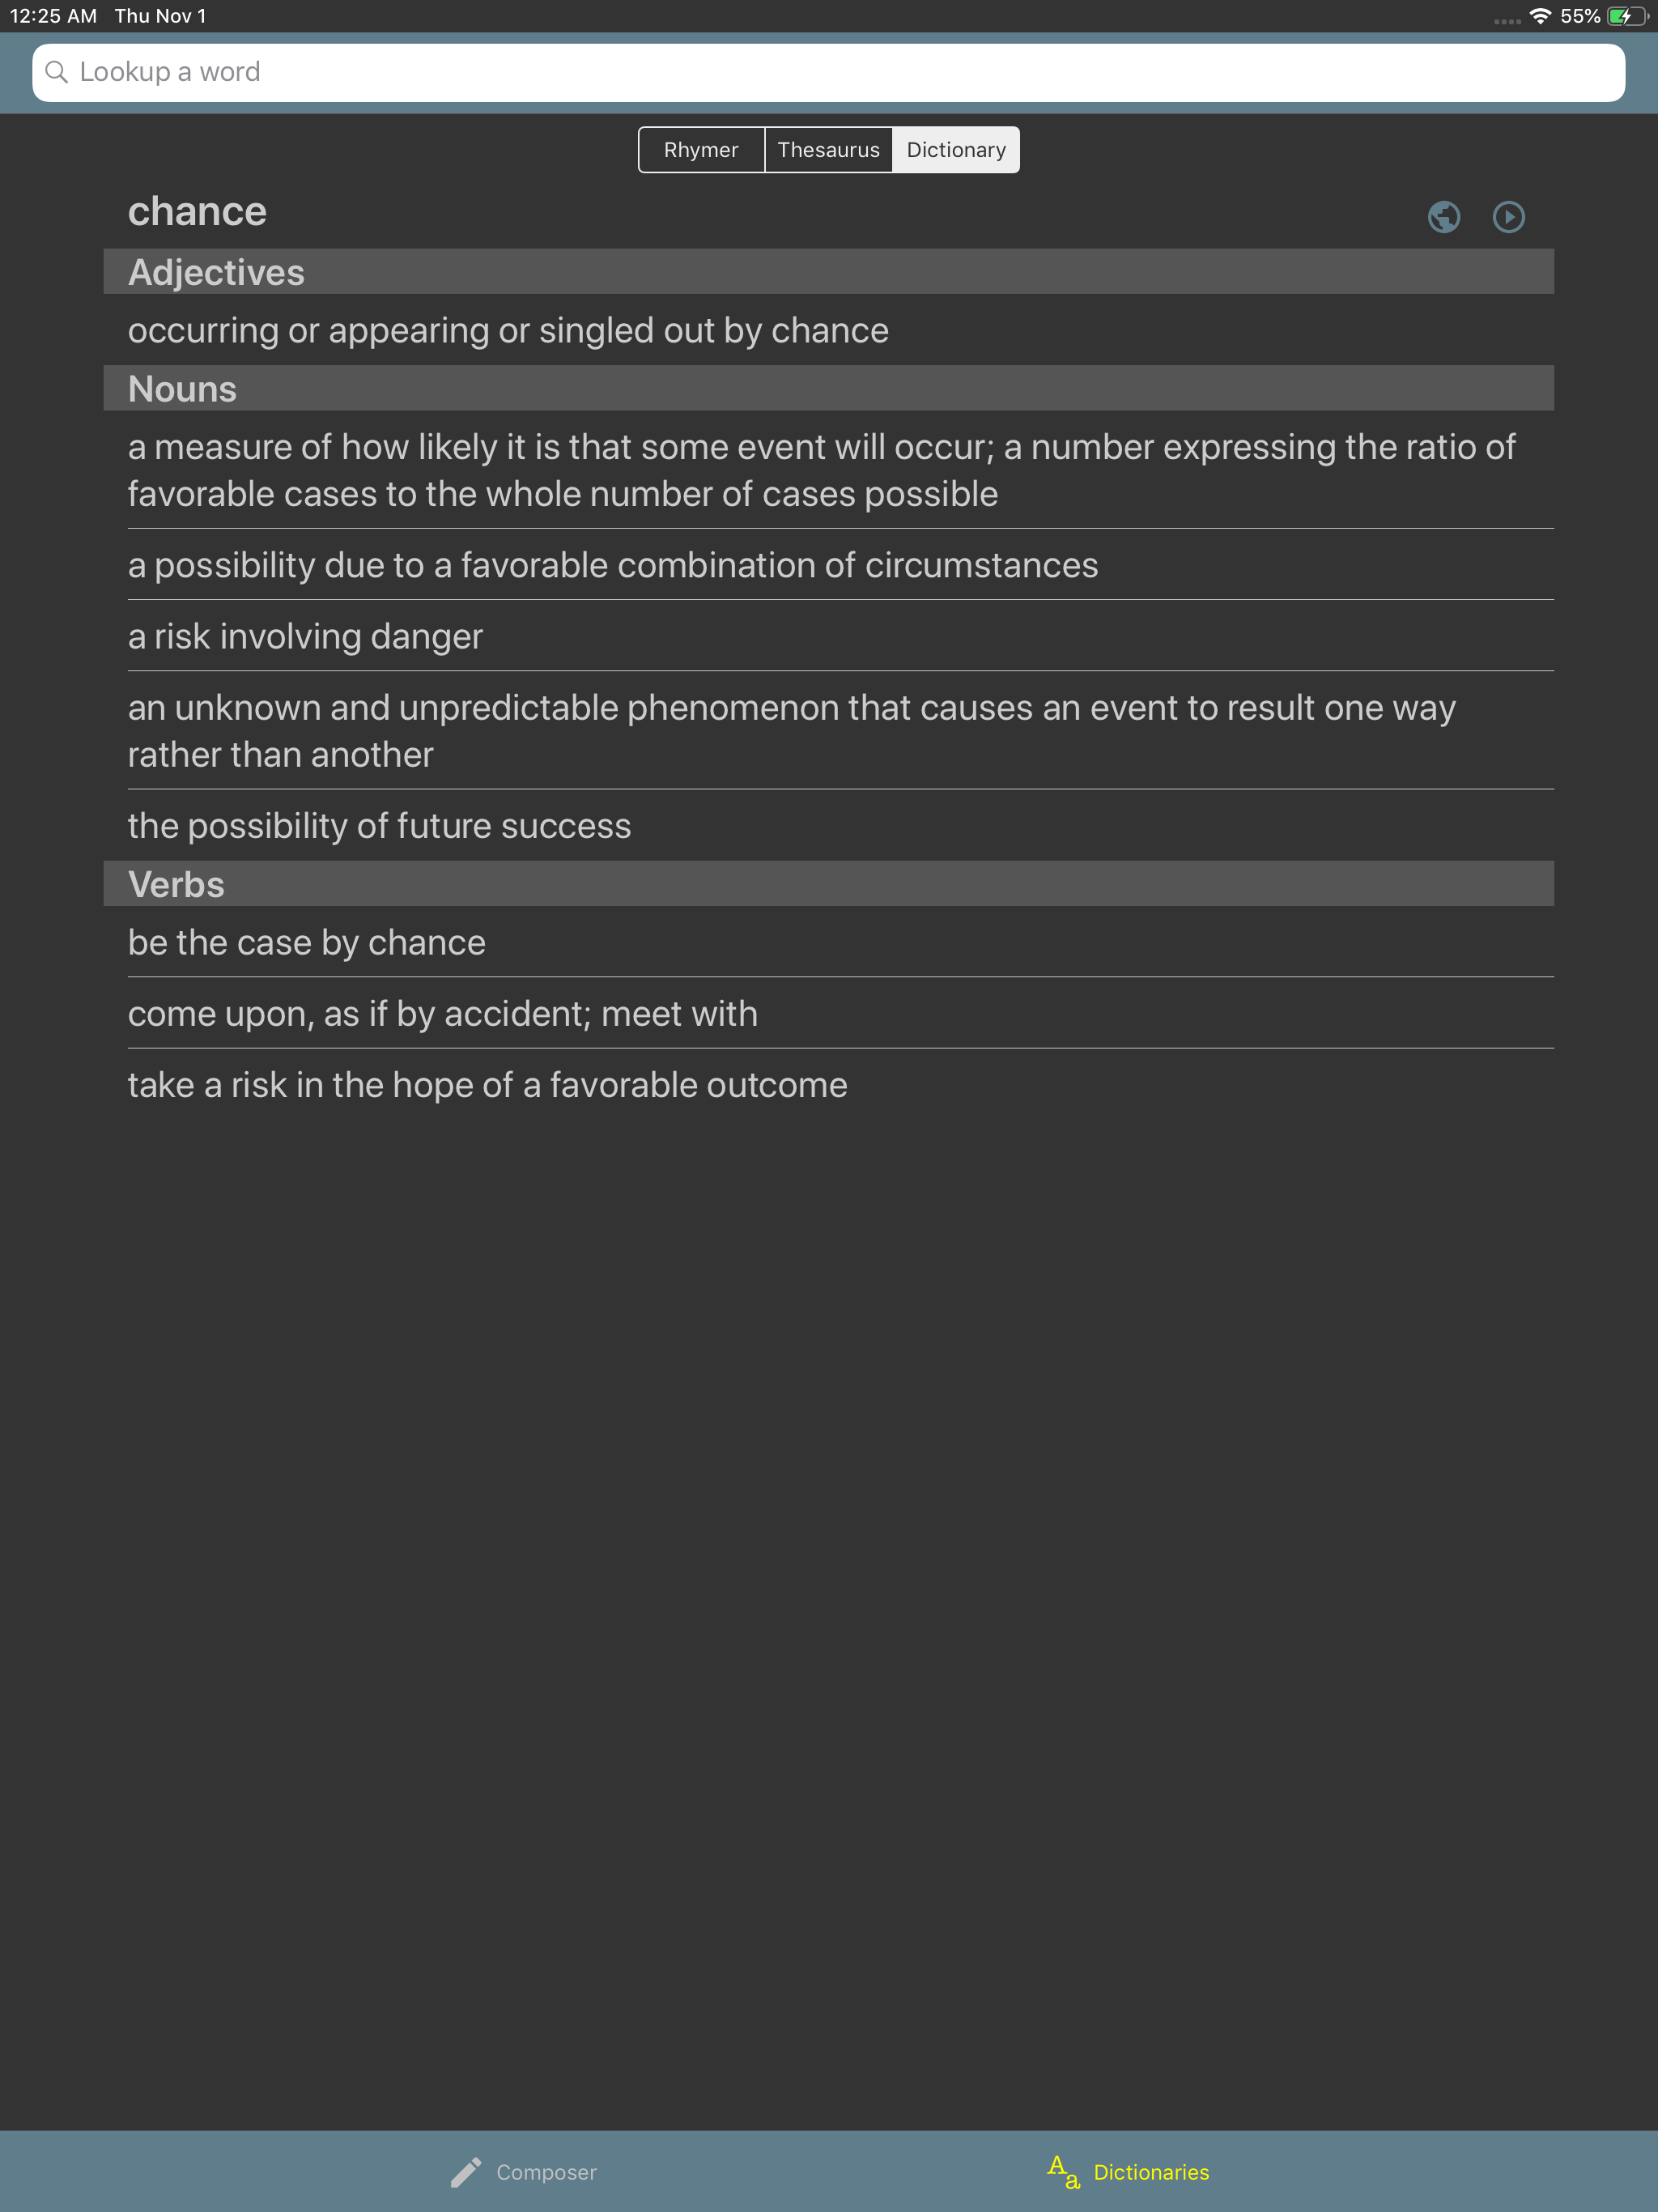 12:25 AM Thu Nov 1 55%
Lookup a word
Rhymer Thesaurus Dictionary
chance
Adjectives
occurring or appearing or singled out by chance
Nouns
a measure of how likely it is that some event will occur; a number expressing the ratio of
favorable cases to the whole number of cases possible
a possibility due to a favorable combination of circumstances
a risk involving danger
an unknown and unpredictable phenomenon that causes an event to result one way
rather than another
the possibility of future success
Verbs
be the case by chance
come upon, as if by accident; meet with
take a risk in the hope of a favorable outcome
Composer Aa Dictionaries